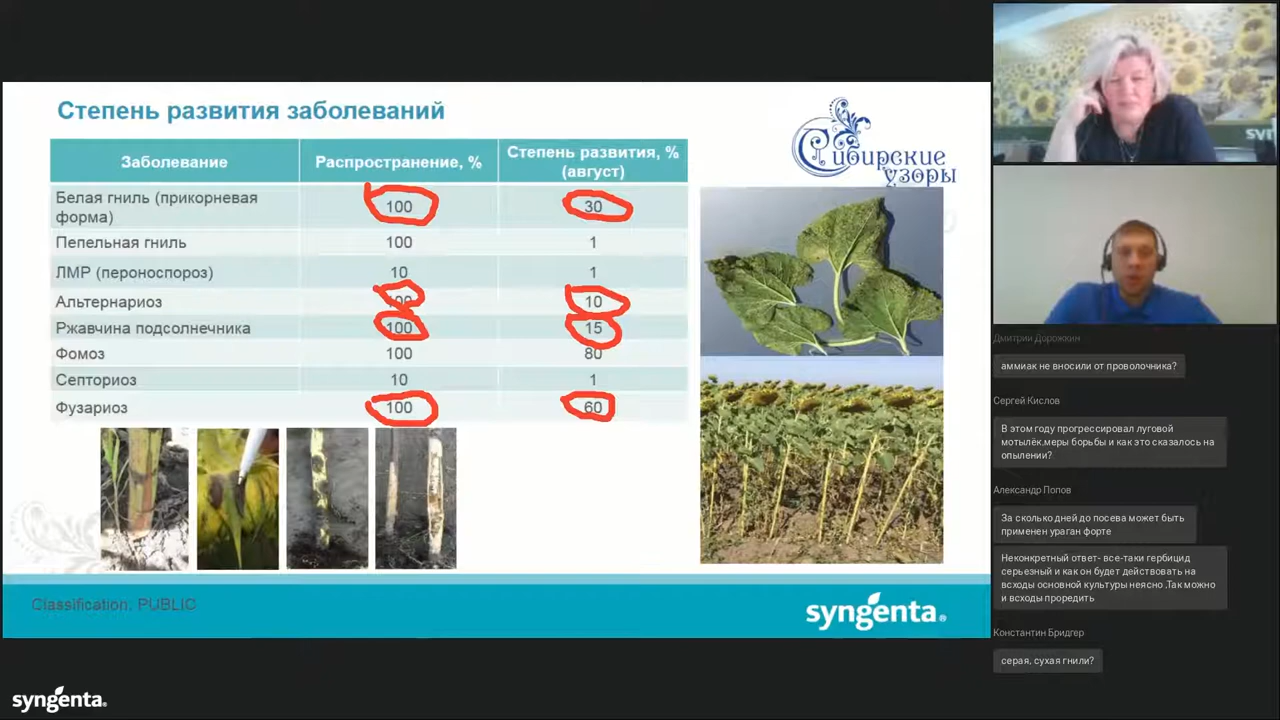 Степень развития заболеваний
Сибирские
узоры
Заболевание
Распространение, %
Степень развития, %
(август)
Белая гниль (прикорневая
форма)
100
30
Пепельная гниль
100
1
ЛМР (пероноспороз)
10
1
Альтернариоз
100
10
Ржавчина подсолнечника
100
15
Фомоз
100
80
Септориоз
10
1
Фузариоз
100
60
Classification: PUBLIC
syngenta®
syngenta®
Дмитрий Дорожкин
аммиак не вносили от проволочника?
Сергей Кислов
В этом году прогрессировал луговой
мотылёк,меры борьбы и как это сказалось на
опылении?
Александр Попов
За сколько дней до посева может быть
применен ураган форте
Неконкретный ответ- все-таки гербицид
серьезный и как он будет действовать на
всходы основной культуры неясно .Так можно
и всходы проредить
Константин Бридгер
серая, сухая гнили?